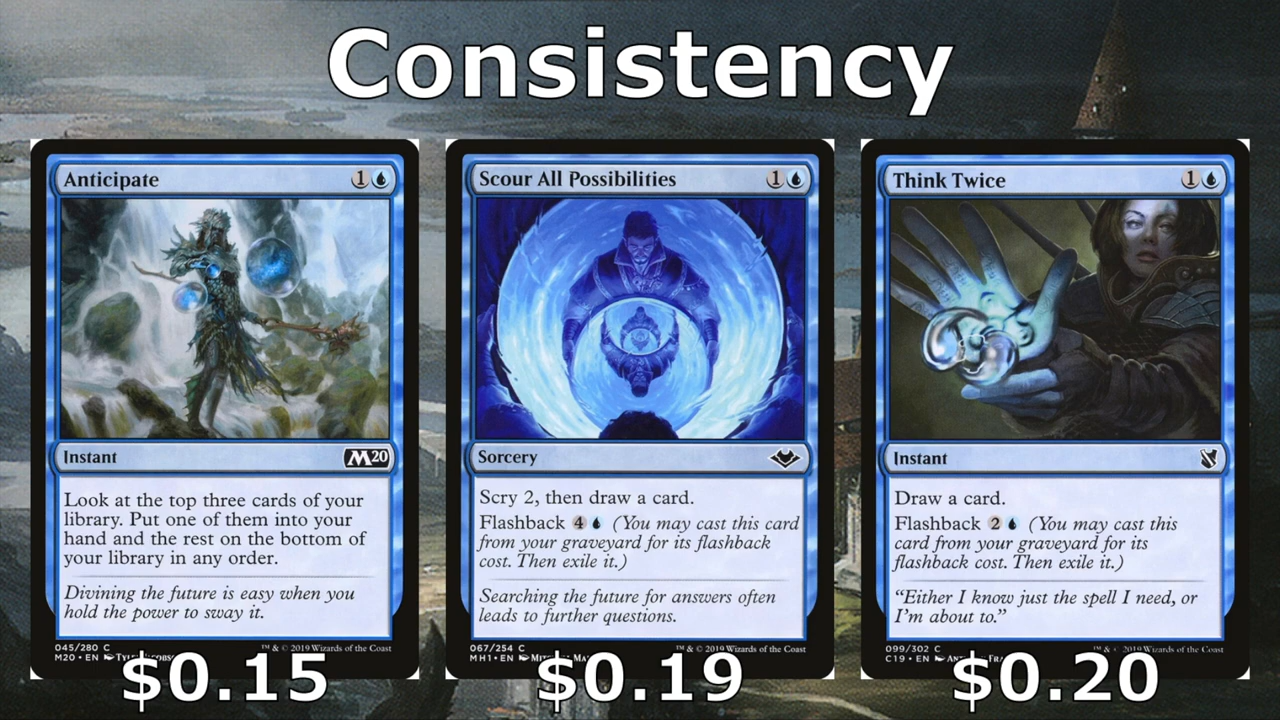 Consistency
Anticipate 1
Instant M20
Look at the top three cards of your
library. Put one of them into your
hand and the rest on the bottom of
your library in any order.
Divining the future is easy when you
hold the power to sway it.
045/280 C ™ & © 2019 Wizards of the Coast
M20 • EN
$0.15
Scour All Possibilities 1
Sorcery
Scry 2, then draw a card.
Flashback 4 (You may cast this card
from your graveyard for its flashback
cost. Then exile it.)
Searching the future for answers often
leads to further questions.
067/254 C ™ & © 2019 Wizards of the Coast
MH1 • EN
$0.19
Think Twice 1
Instant
Draw a card.
Flashback 2 (You may cast this
card from your graveyard for its
flashback cost. Then exile it.)
“Either I know just the spell I need, or
I’m about to.”
099/302 C ™ & © 2019 Wizards of the Coast
C19 • EN
$0.20